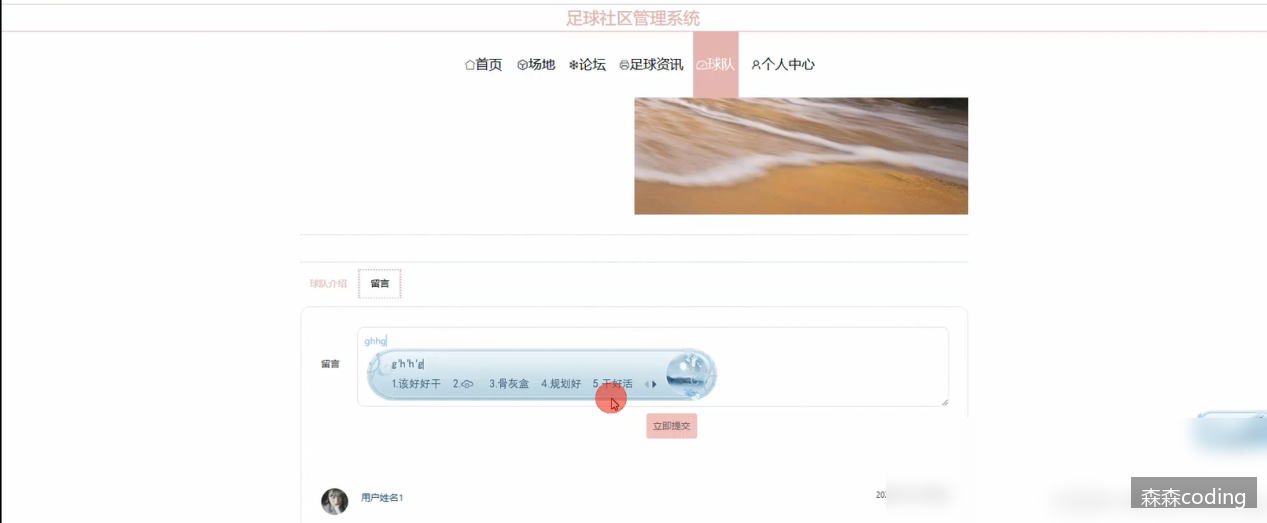 足球社区管理系统
首页 场地 论坛 足球资讯 球队 个人中心
球队介绍 留言
ghhg
留言
g'h'h'g
1.该好好干 2. 3.骨灰盒 4.规划好 5.干好活
立即提交
用户姓名1
202
森森coding